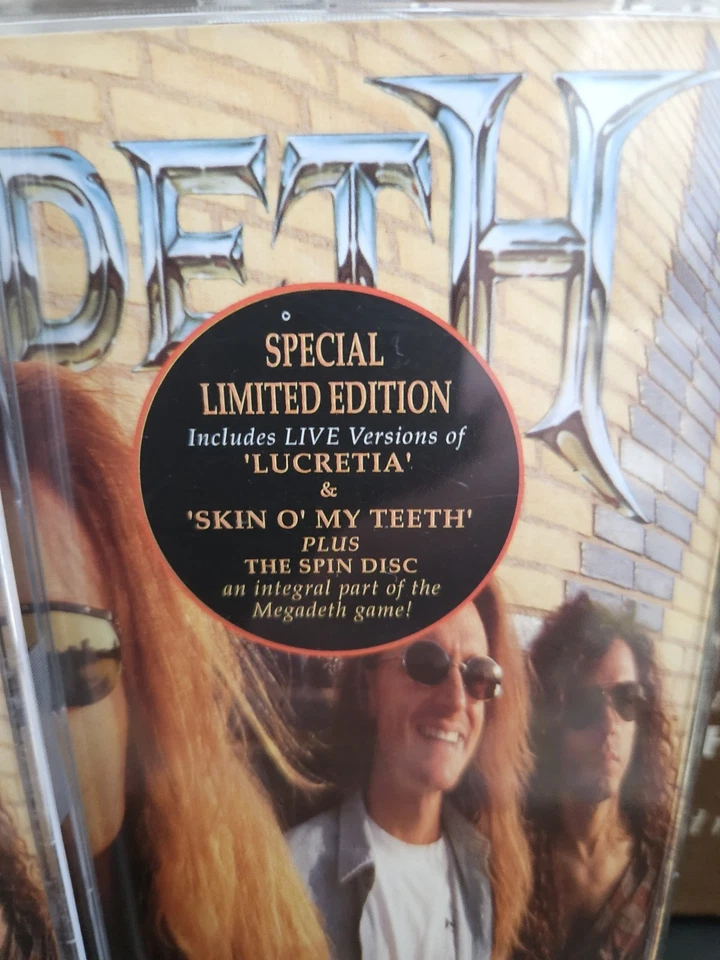 DETH
SPECIAL
LIMITED EDITION
Includes LIVE Versions of
'LUCRETIA'
&
'SKIN O' MY TEETH'
PLUS
THE SPIN DISC
an integral part of the
Megadeth game!